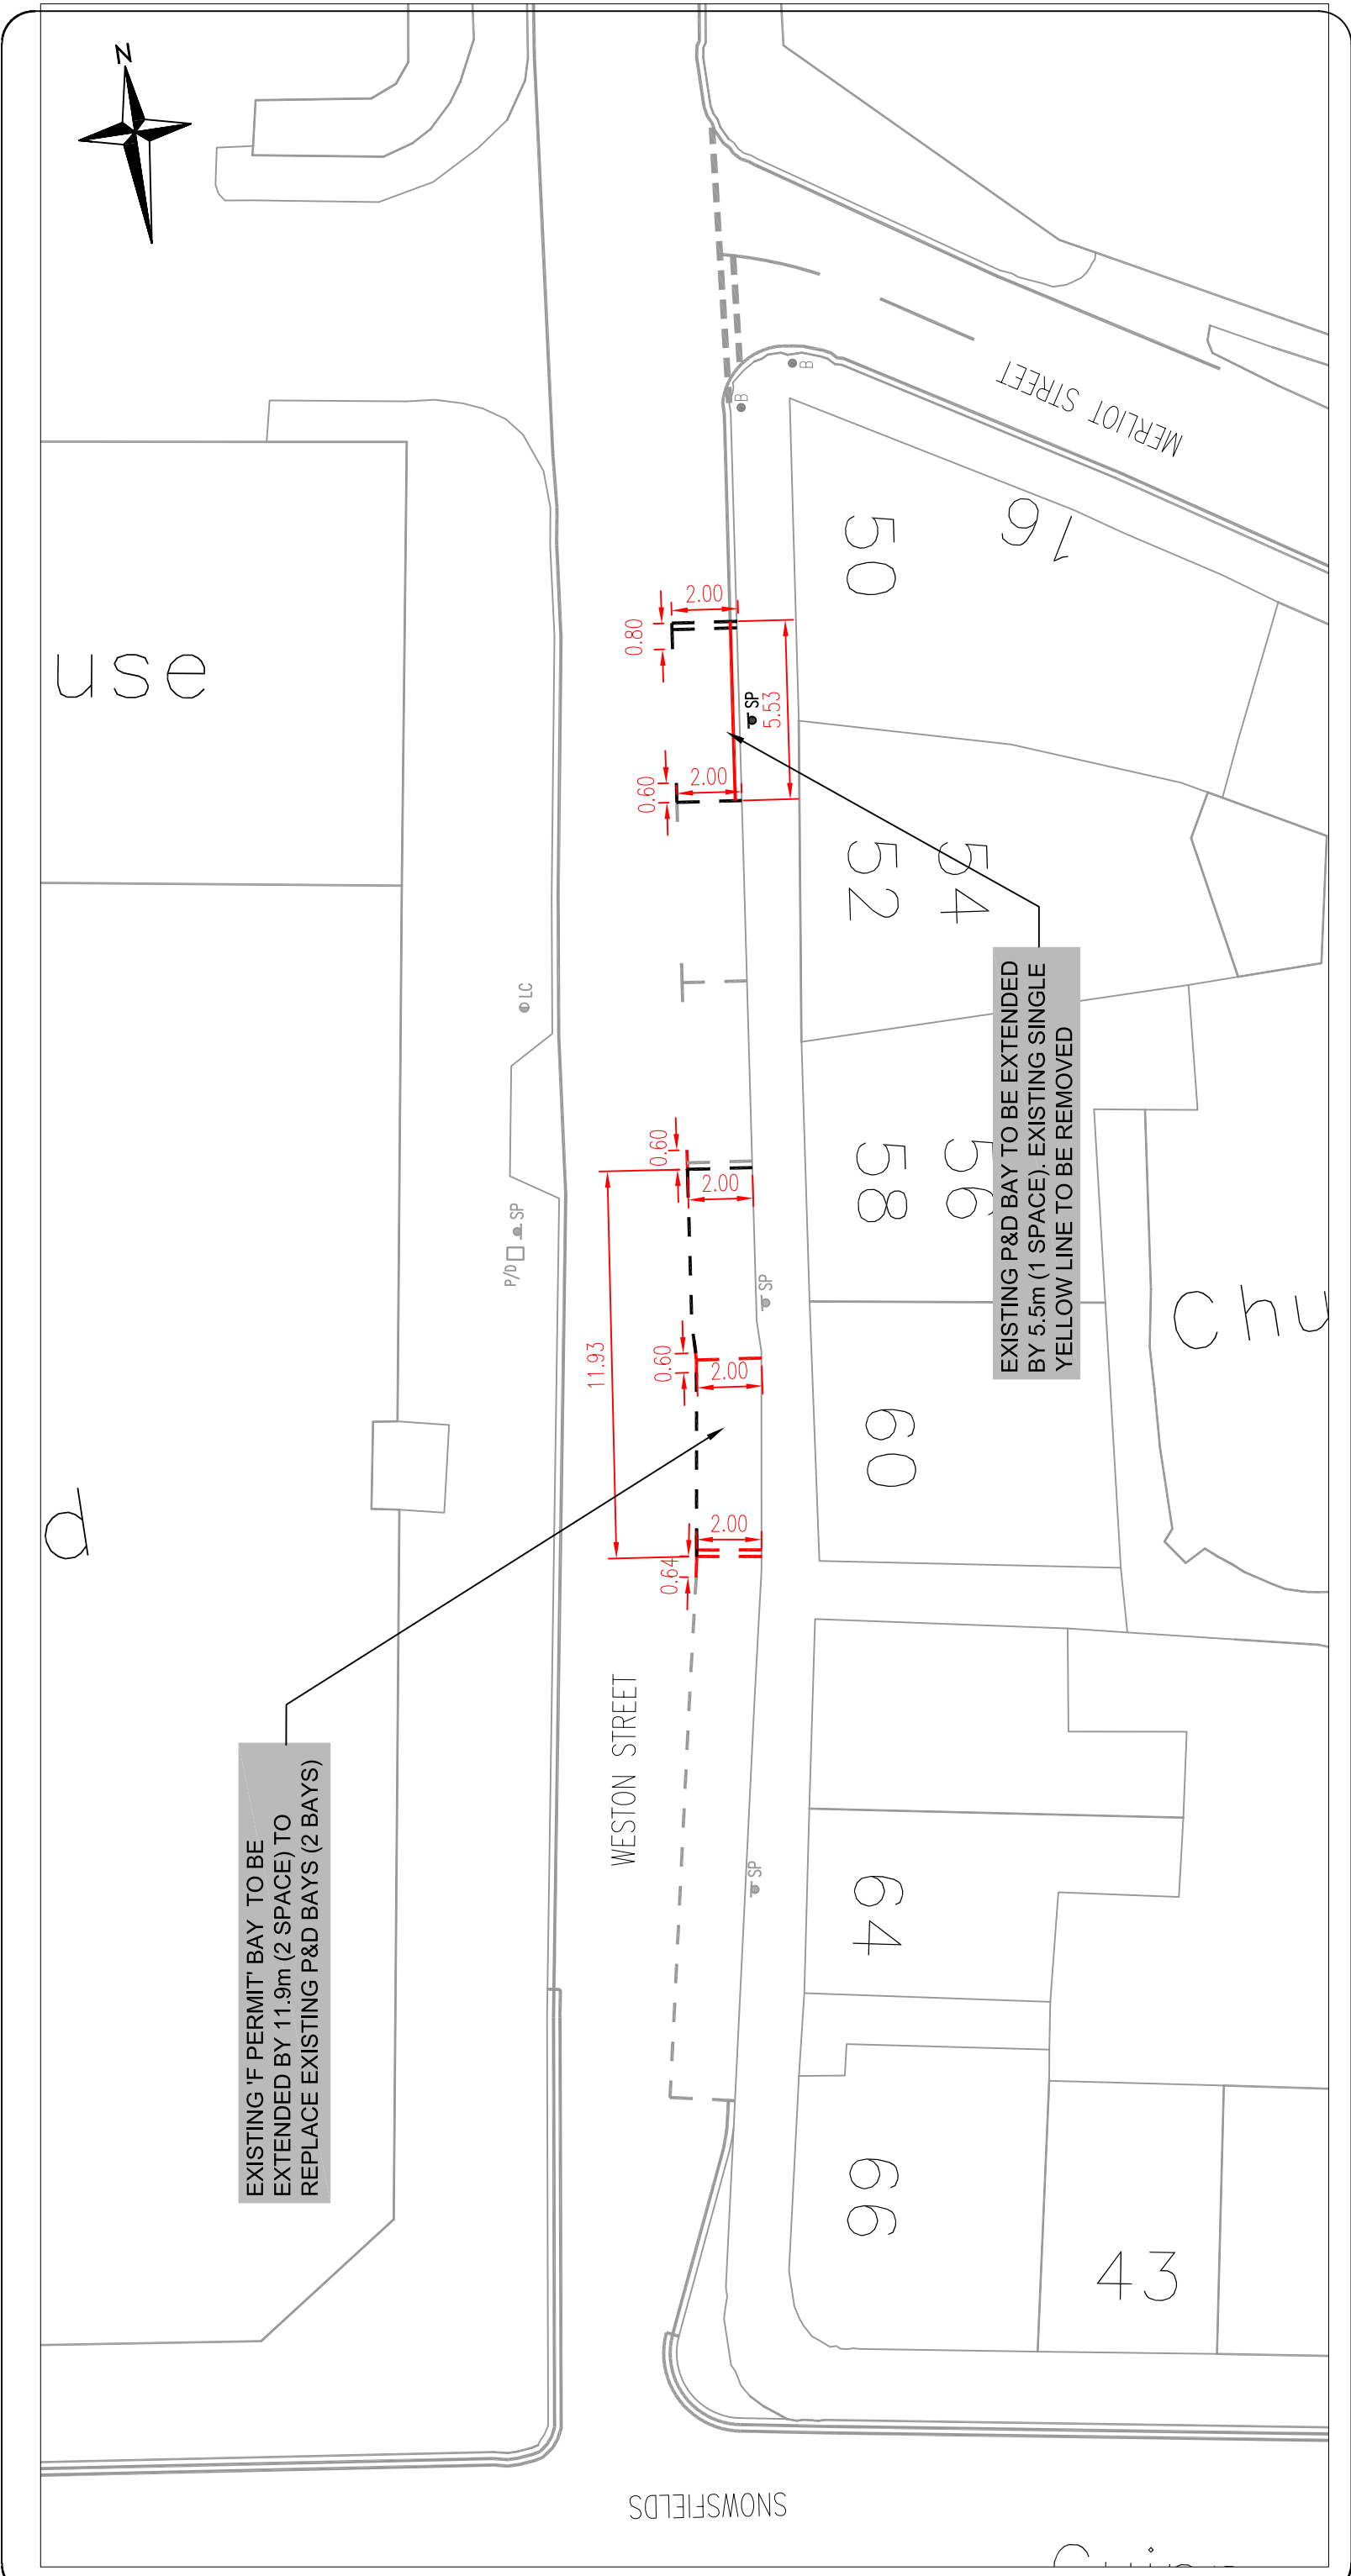 N
MERLIOT STREET
B
B
16
50
use
2.00
0.80
SP
5.53
2.00
0.60
54
52
LC
EXISTING P&D BAY TO BE EXTENDED
BY 5.5m (1 SPACE). EXISTING SINGLE
YELLOW LINE TO BE REMOVED
0.60
2.00
58
56
P/D
SP
SP
Chu
11.93
0.60
2.00
60
d
2.00
0.64
WESTON STREET
EXISTING 'F PERMIT' BAY TO BE
EXTENDED BY 11.9m (2 SPACE) TO
REPLACE EXISTING P&D BAYS (2 BAYS)
SP
64
66
43
SNOWSFIELDS